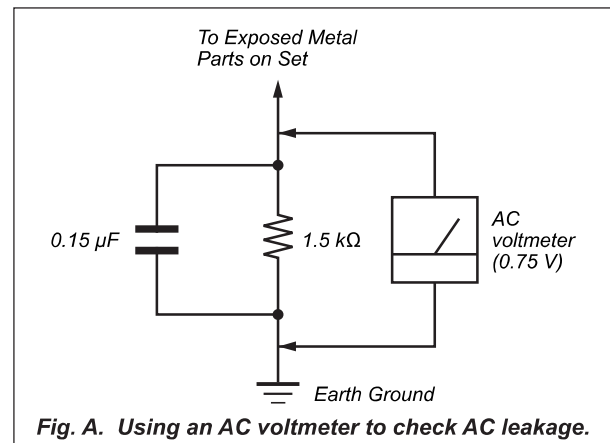 To Exposed Metal
Parts on Set
0.15 µF
1.5 kΩ
AC
voltmeter
(0.75 V)
Earth Ground
Fig. A. Using an AC voltmeter to check AC leakage.